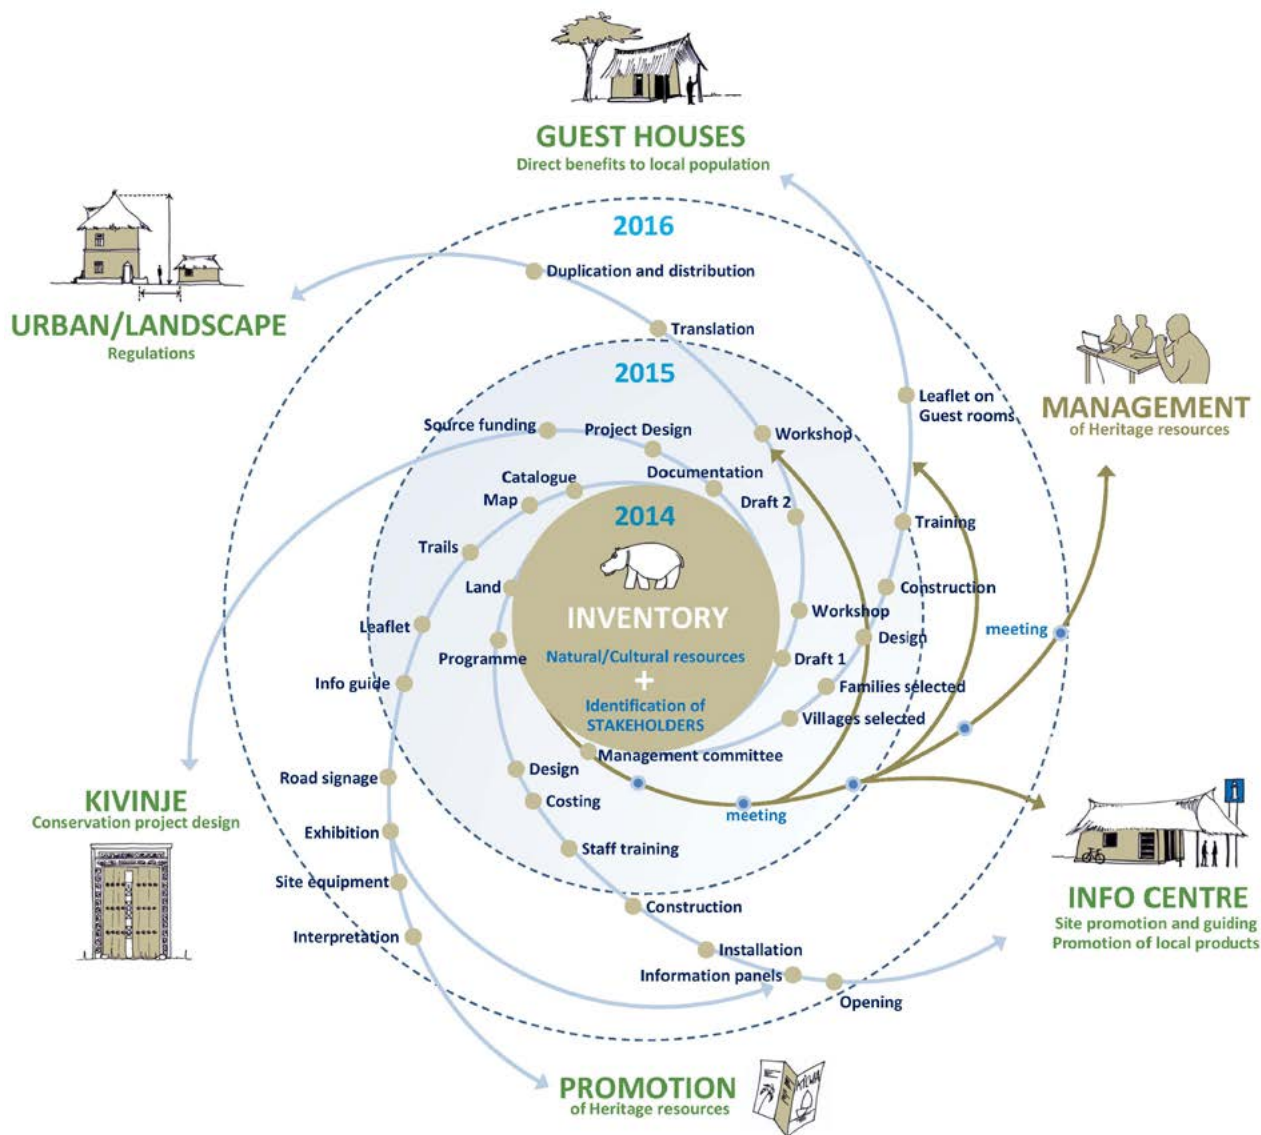 GUEST HOUSES
Direct benefits to local population
2016
Duplication and distribution
URBAN/LANDSCAPE
Regulations
Translation
2015
Leaflet on
Guest rooms
MANAGEMENT
of Heritage resources
Source funding
Project Design
Workshop
Documentation
Catalogue
Map
Draft 2
2014
Training
Trails
Land
Construction
INVENTORY
Workshop
Leaflet
Design
meeting
Programme
Natural/Cultural resources
Draft 1
+
Info guide
Families selected
Identification of
STAKEHOLDERS
Villages selected
Management committee
Road signage
Design
KIVINJE
Conservation project design
Costing
meeting
i
Exhibition
Staff training
Site equipment
INFO CENTRE
Site promotion and guiding
Promotion of local products
Construction
Interpretation
Installation
Information panels
Opening
PROMOTION
of Heritage resources
KILWA